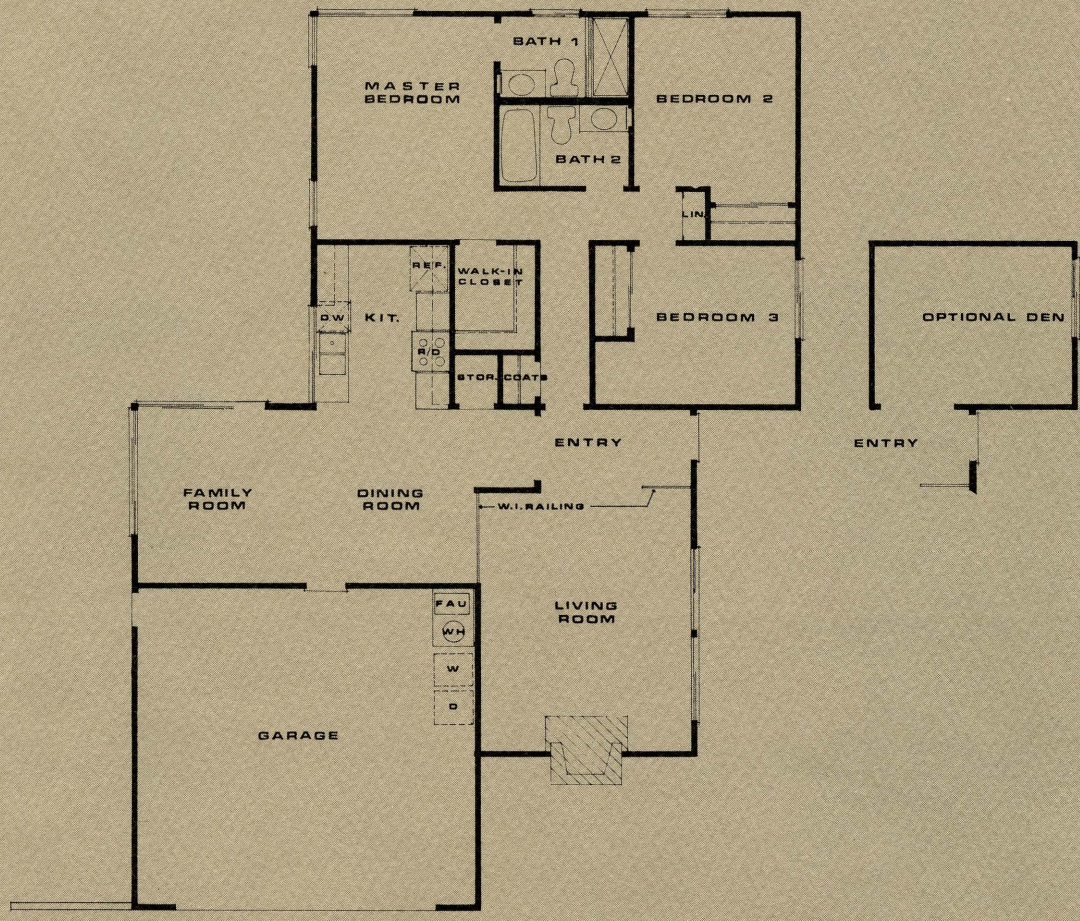 BATH 1
MASTER
BEDROOM
BEDROOM 2
BATH 2
LIN.
REF.
WALK-IN
CLOSET
D.W
KIT.
BEDROOM 3
OPTIONAL DEN
R/D
STOR.
COATS
ENTRY
ENTRY
FAMILY
ROOM
DINING
ROOM
W.I. RAILING
FAU
LIVING
ROOM
WH
W
D
GARAGE